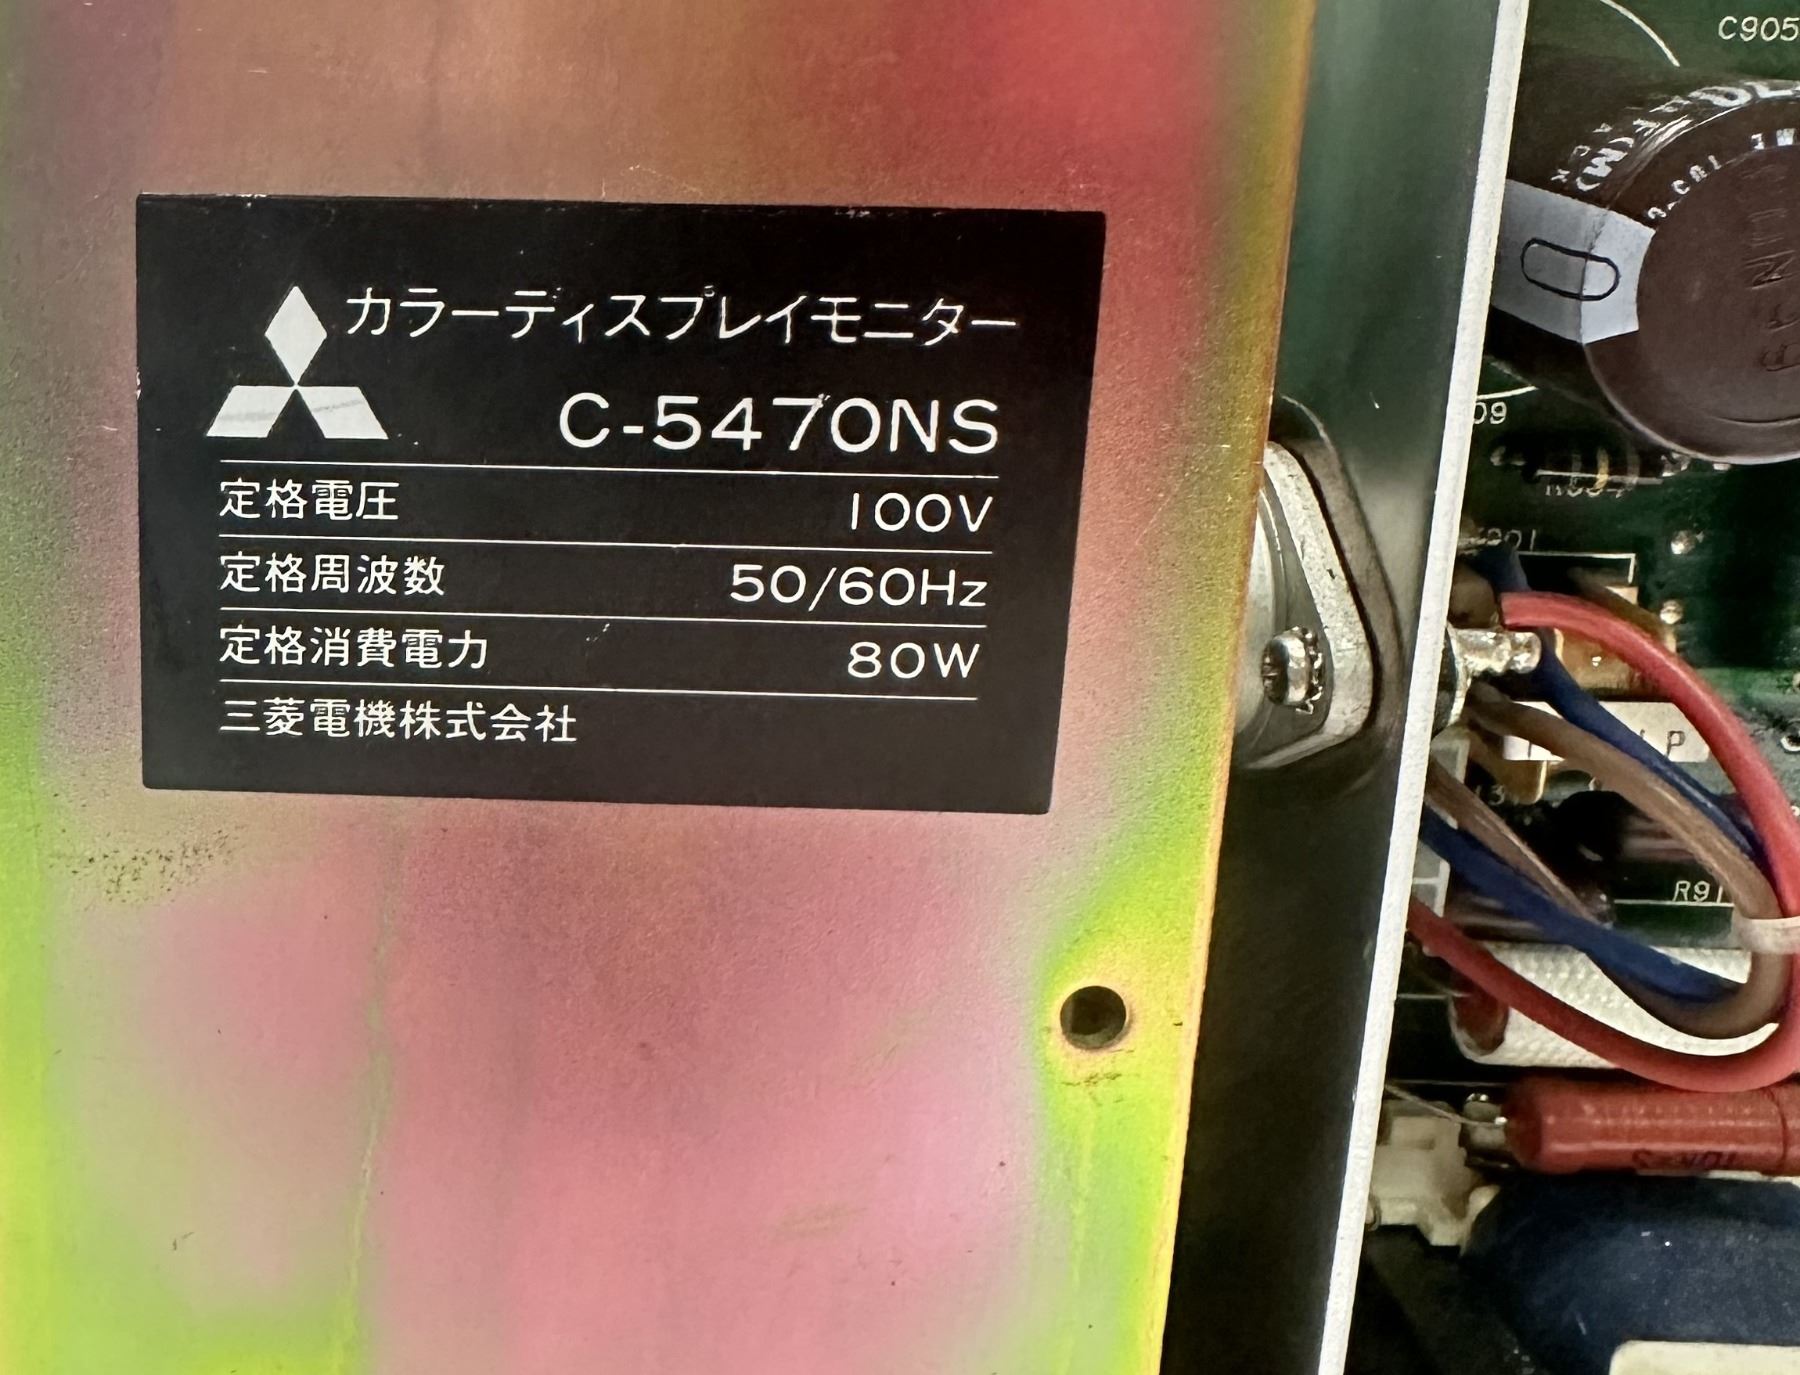 カラーディスプレイモニター
C-5470NS
定格電圧 100V
定格周波数 50/60Hz
定格消費電力 80W
三菱電機株式会社
C905
09
R91